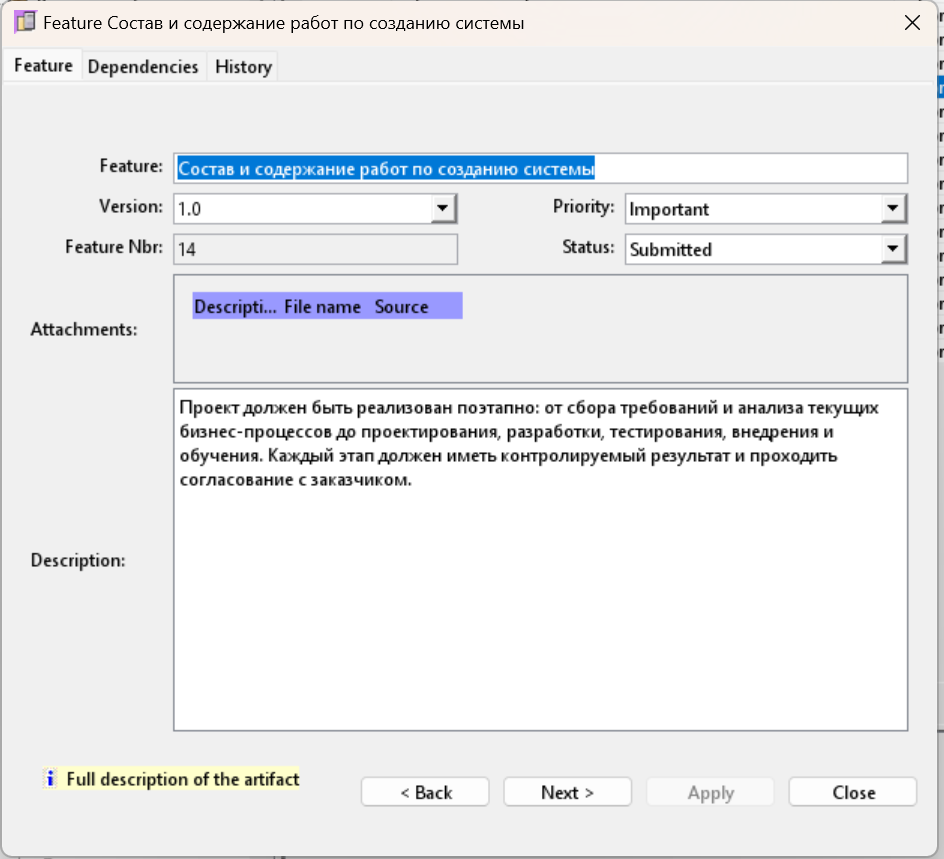 Feature Состав и содержание работ по созданию системы
Feature Dependencies History
Feature: Состав и содержание работ по созданию системы
Version: 1.0 Priority: Important
Feature Nbr: 14 Status: Submitted
Attachments:
Descripti... File name Source
Description:
Проект должен быть реализован поэтапно: от сбора требований и анализа текущих
бизнес-процессов до проектирования, разработки, тестирования, внедрения и
обучения. Каждый этап должен иметь контролируемый результат и проходить
согласование с заказчиком.
Full description of the artifact
< Back Next > Apply Close